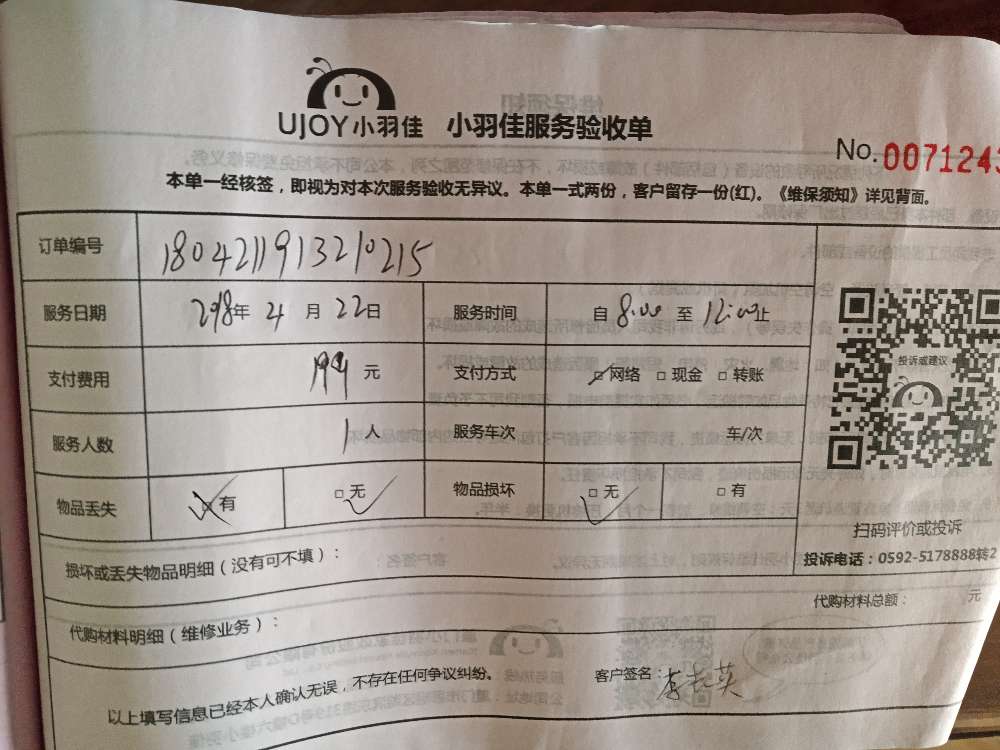 UJOY小羽佳 小羽佳服务验收单
No. 0071243
本单一经核签，即视为对本次服务验收无异议。本单一式两份，客户留存一份(红)。《维保须知》详见背面。
订单编号 1804211913210215
服务日期 2018年 4 月 22日 服务时间 自 8:00 至 12:00止
支付费用 199 元 支付方式 □ 网络 □ 现金 □ 转账
投诉或建议
服务人数 1 人 服务车次 车/次
物品丢失 □ 有 □ 无 物品损坏 □ 无 □ 有
扫码评价或投诉
投诉电话：0592-5178888转2
损坏或丢失物品明细（没有可不填）：
代购材料明细（维修业务）： 代购材料总额： 元
以上填写信息已经本人确认无误，不存在任何争议纠纷。 客户签名：李长英